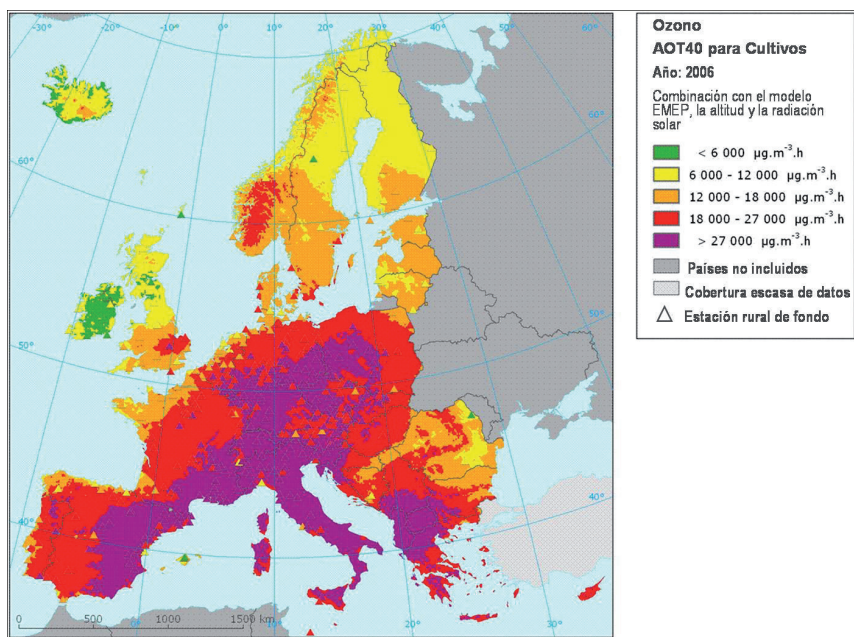 -30° -20° -10° 0° 10° 20° 30° 40° 50° 60°
60°
60°
50°
50°
40°
40°
0° 10° 20° 30°
0 500 1000 1500 km
Ozono
AOT40 para Cultivos
Año: 2006
Combinación con el modelo
EMEP, la altitud y la radiación
solar
< 6 000 µg.m⁻³.h
6 000 - 12 000 µg.m⁻³.h
12 000 - 18 000 µg.m⁻³.h
18 000 - 27 000 µg.m⁻³.h
> 27 000 µg.m⁻³.h
Países no incluidos
Cobertura escasa de datos
Estación rural de fondo